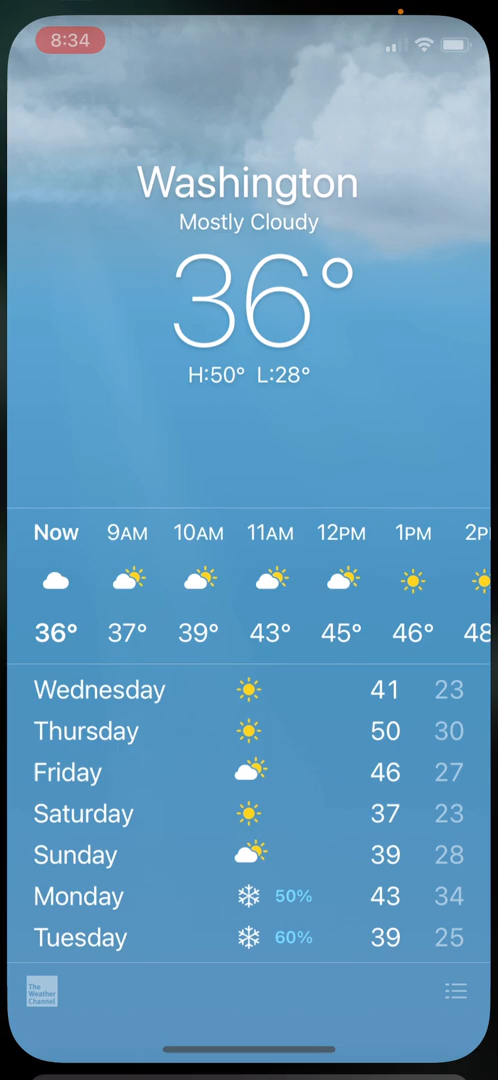 8:34
Washington
Mostly Cloudy
36°
H:50° L:28°
Now 9AM 10AM 11AM 12PM 1PM 2P
36° 37° 39° 43° 45° 46° 48
Wednesday 41 23
Thursday 50 30
Friday 46 27
Saturday 37 23
Sunday 39 28
Monday 50% 43 34
Tuesday 60% 39 25
The
Weather
Channel